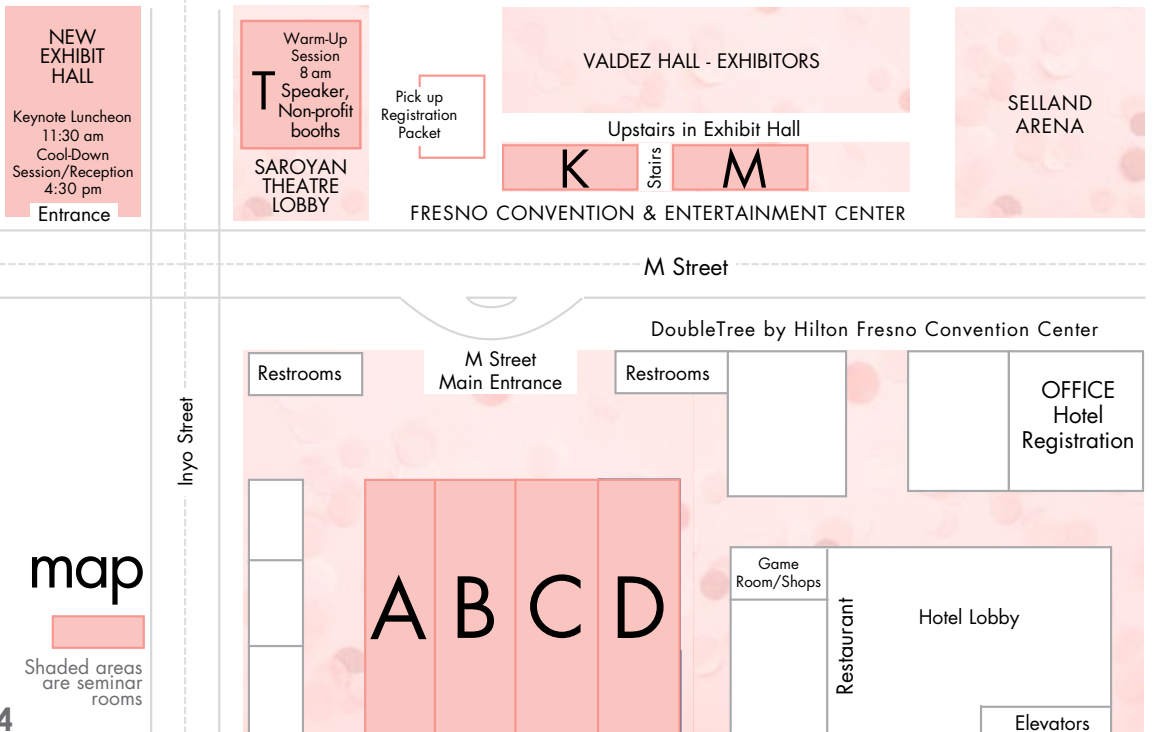 NEW
EXHIBIT
HALL
Keynote Luncheon
11:30 am
Cool-Down
Session/Reception
4:30 pm
Entrance
T
Warm-Up
Session
8 am
Speaker,
Non-profit
booths
SAROYAN
THEATRE
LOBBY
Pick up
Registration
Packet
VALDEZ HALL - EXHIBITORS
Upstairs in Exhibit Hall
K
Stairs
M
SELLAND
ARENA
FRESNO CONVENTION & ENTERTAINMENT CENTER
M Street
Inyo Street
DoubleTree by Hilton Fresno Convention Center
Restrooms
M Street
Main Entrance
Restrooms
OFFICE
Hotel
Registration
A
B
C
D
Game
Room/Shops
Restaurant
Hotel Lobby
Elevators
map
Shaded areas
are seminar
rooms
4